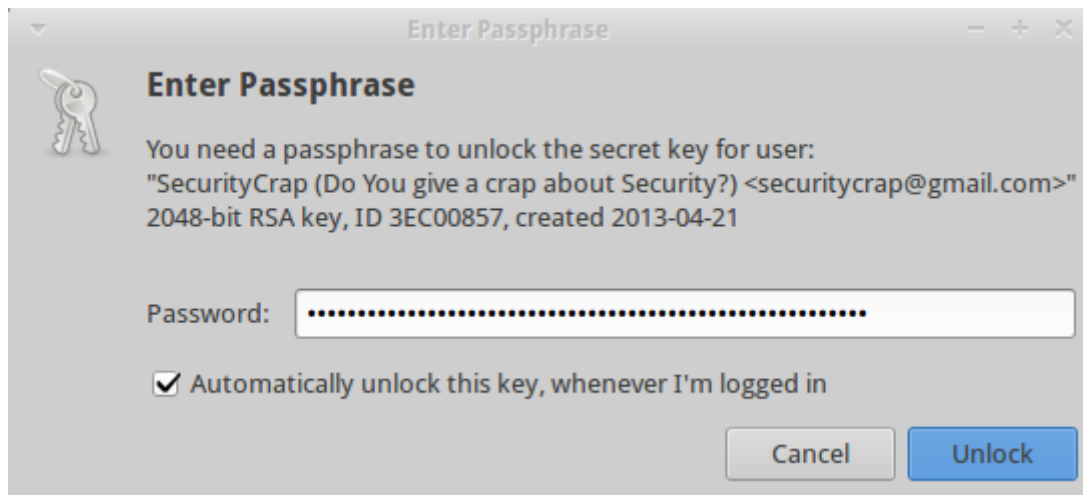 Enter Passphrase
Enter Passphrase
You need a passphrase to unlock the secret key for user:
"SecurityCrap (Do You give a crap about Security?) <securitycrap@gmail.com>"
2048-bit RSA key, ID 3EC00857, created 2013-04-21
Password: ••••••••••••••••••••••••••••••••••••••••••••••••••••••••
Automatically unlock this key, whenever I'm logged in
Cancel Unlock